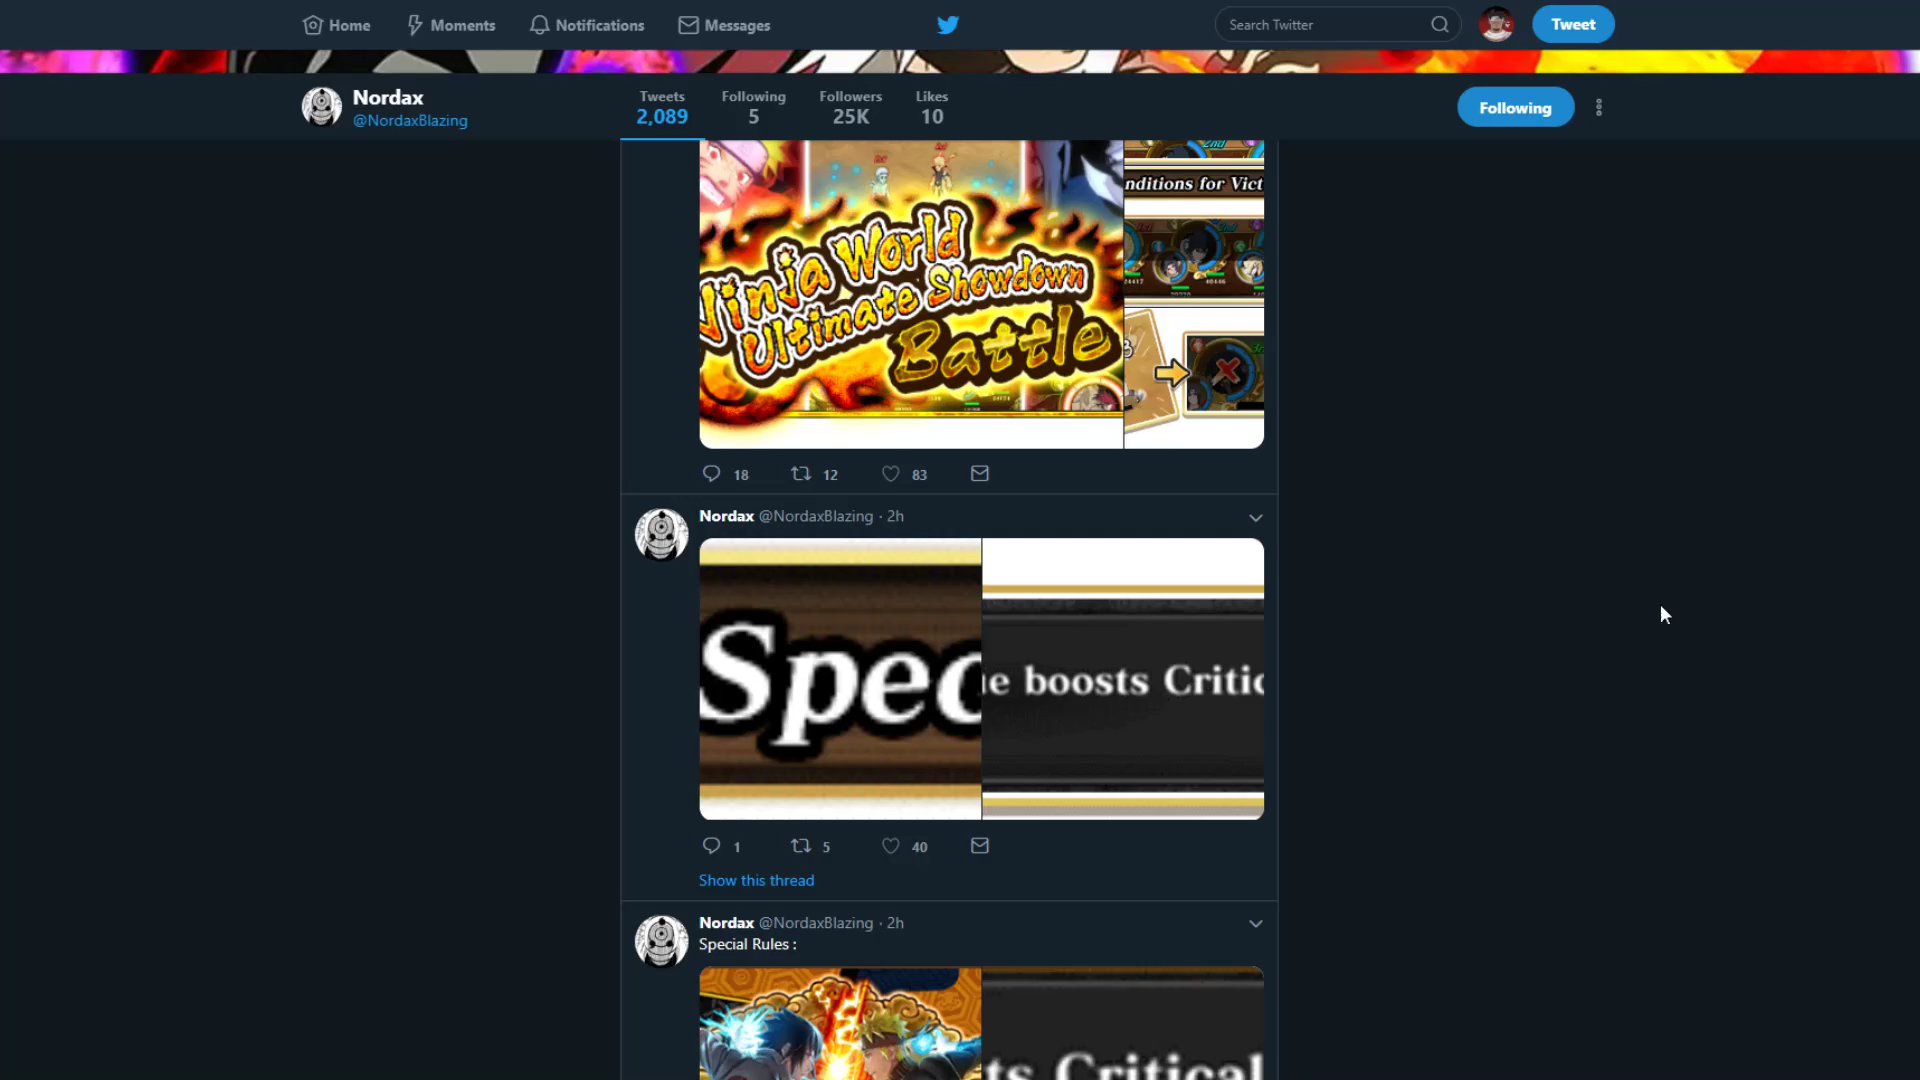 Home Moments Notifications Messages Search Twitter Tweet
Nordax
@NordaxBlazing
Tweets Following Followers Likes
2,089 5 25K 10
Following
Ninja World
Ultimate Showdown
Battle
2nd
nditions for Vict
18 12 83
Nordax @NordaxBlazing · 2h
Spec
ue boosts Critic
1 5 40
Show this thread
Nordax @NordaxBlazing · 2h
Special Rules :
ts Critical